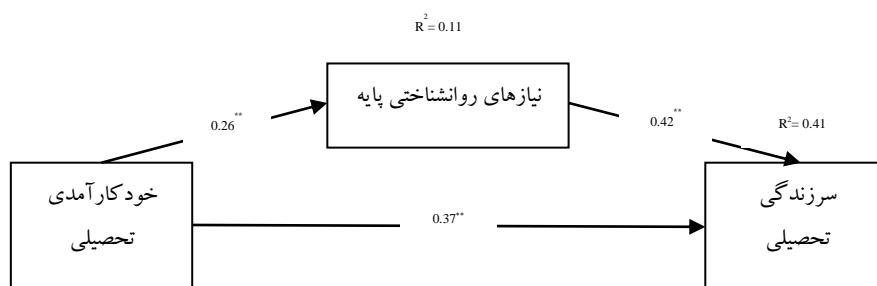 R² = 0.11
نیازهای روانشناختی پایه
0.26**
0.42**
R²= 0.41
خودکارآمدی
تحصیلی
0.37**
سرزندگی
تحصیلی